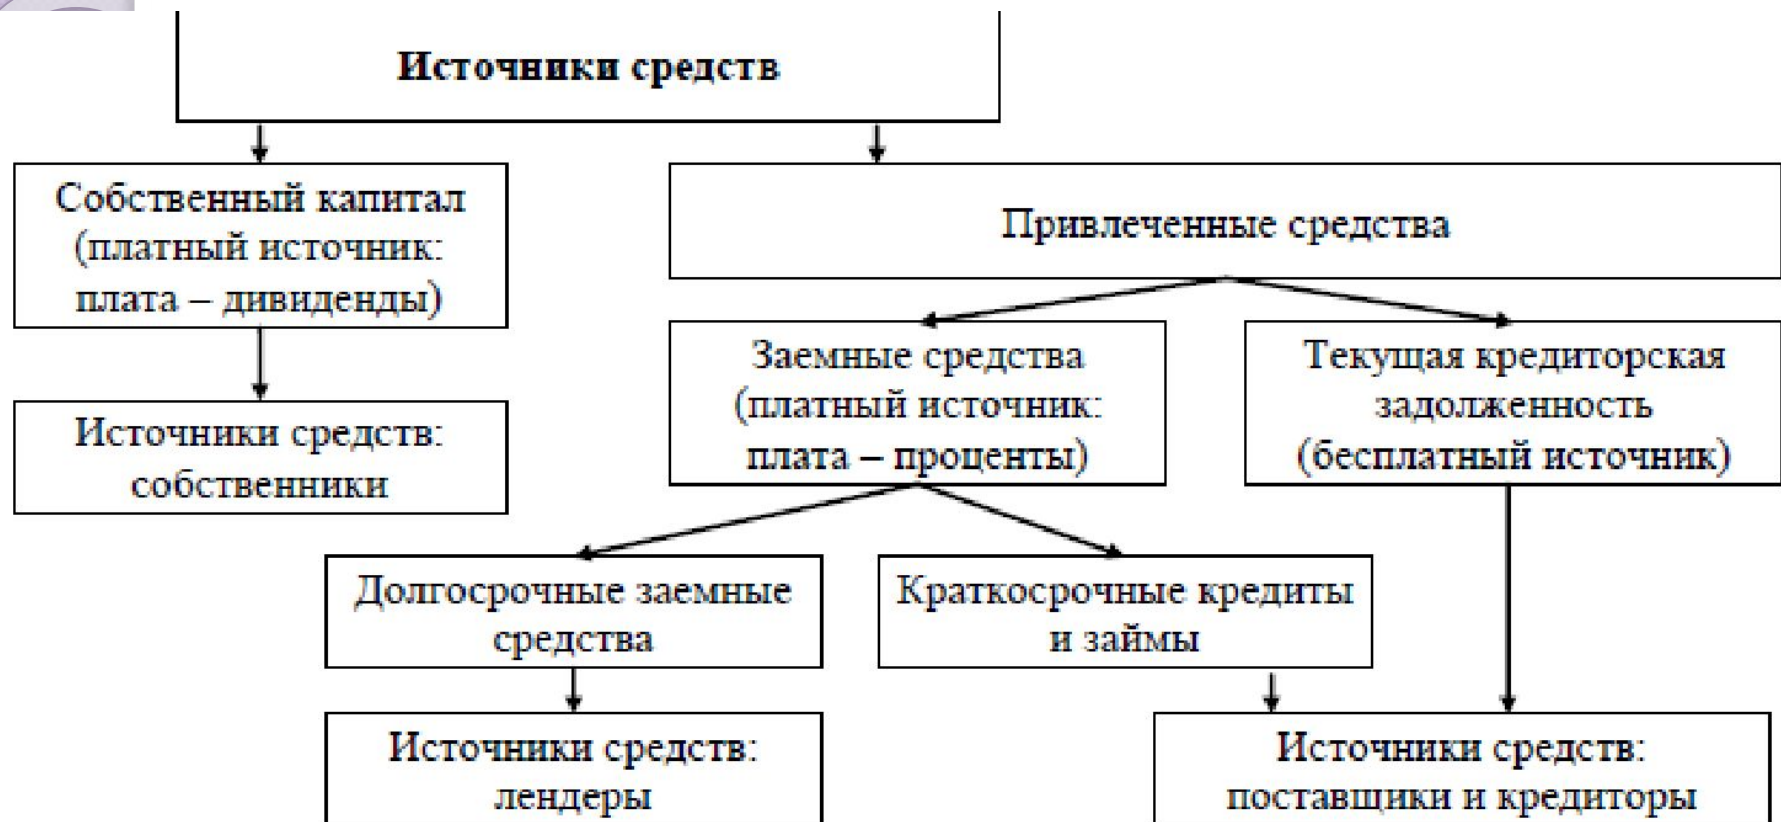 Источники средств
Собственный капитал
(платный источник:
плата – дивиденды)
Привлеченные средства
Источники средств:
собственники
Заемные средства
(платный источник:
плата – проценты)
Текущая кредиторская
задолженность
(бесплатный источник)
Долгосрочные заемные
средства
Краткосрочные кредиты
и займы
Источники средств:
лендеры
Источники средств:
поставщики и кредиторы